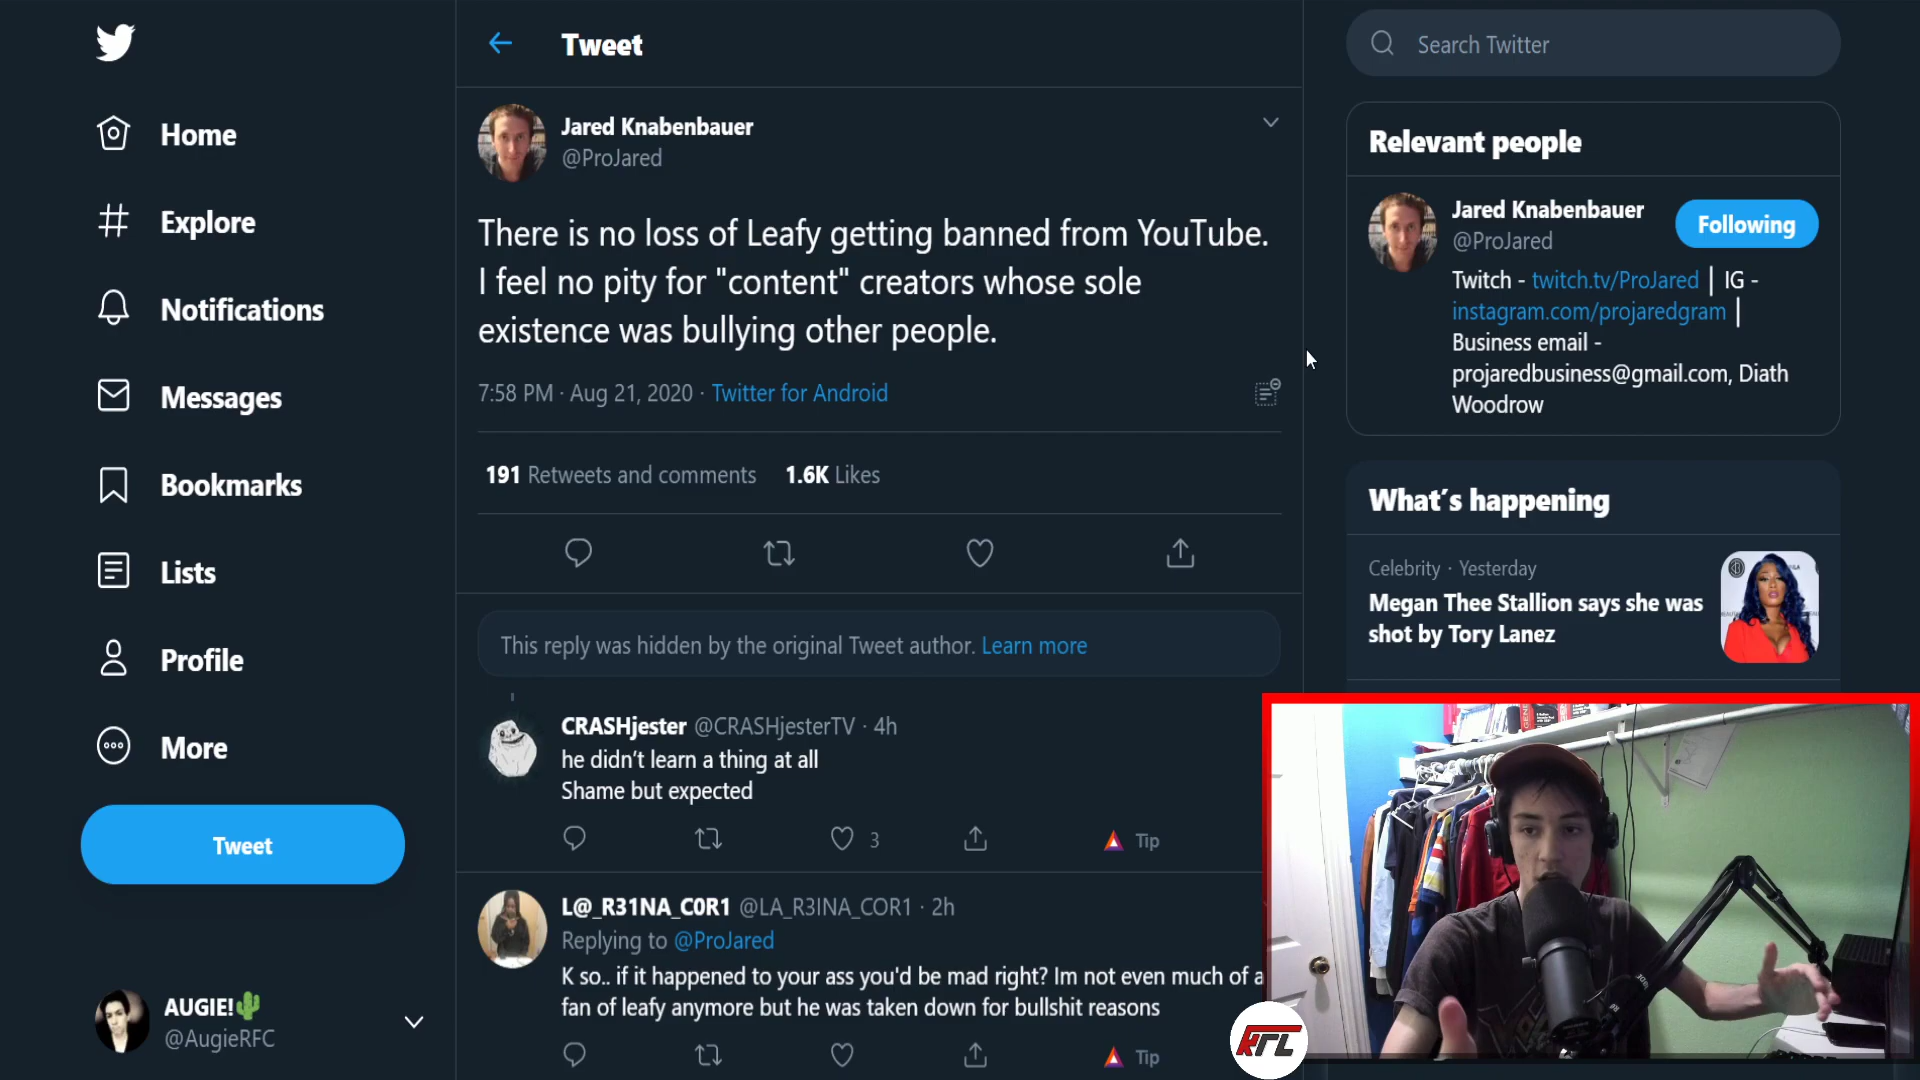 Tweet
Search Twitter
Home
Explore
Notifications
Messages
Bookmarks
Lists
Profile
More
Tweet
AUGIE!🌵
@AugieRFC
Jared Knabenbauer
@ProJared
There is no loss of Leafy getting banned from YouTube.
I feel no pity for "content" creators whose sole
existence was bullying other people.
7:58 PM · Aug 21, 2020 · Twitter for Android
191 Retweets and comments 1.6K Likes
This reply was hidden by the original Tweet author. Learn more
CRASHjester @CRASHjesterTV · 4h
he didn't learn a thing at all
Shame but expected
3
Tip
L@_R31NA_C0R1 @LA_R3INA_COR1 · 2h
Replying to @ProJared
K so.. if it happened to your ass you'd be mad right? Im not even much of a
fan of leafy anymore but he was taken down for bullshit reasons
Tip
Relevant people
Jared Knabenbauer
@ProJared
Following
Twitch - twitch.tv/ProJared | IG -
instagram.com/projaredgram |
Business email -
projaredbusiness@gmail.com, Diath
Woodrow
What's happening
Celebrity · Yesterday
Megan Thee Stallion says she was
shot by Tory Lanez